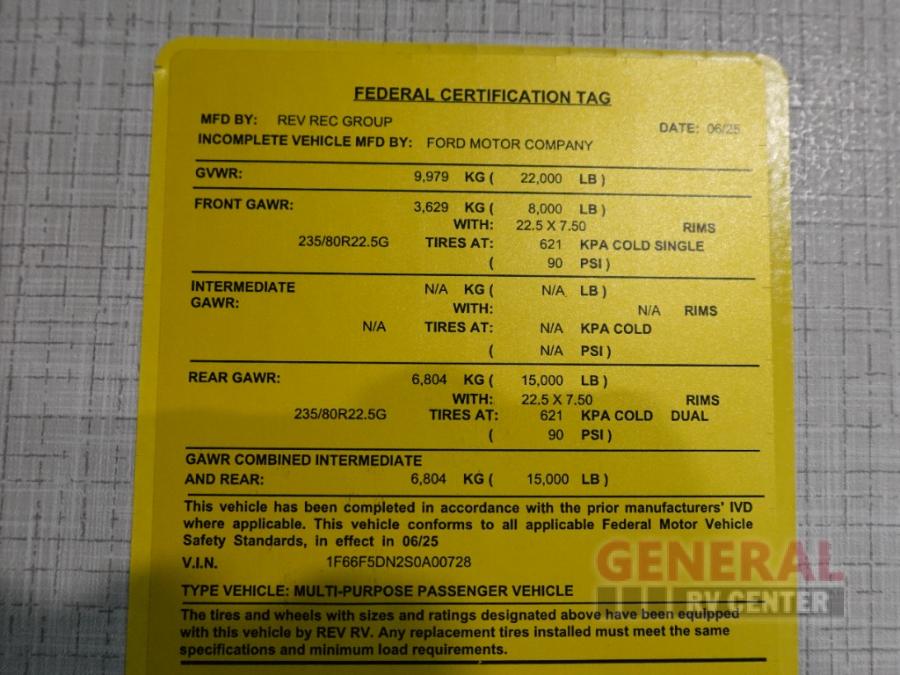 FEDERAL CERTIFICATION TAG
MFD BY: REV REC GROUP DATE: 06/25
INCOMPLETE VEHICLE MFD BY: FORD MOTOR COMPANY
GVWR: 9,979 KG ( 22,000 LB )
FRONT GAWR: 3,629 KG ( 8,000 LB )
WITH: 22.5 X 7.50 RIMS
235/80R22.5G TIRES AT: 621 KPA COLD SINGLE
( 90 PSI )
INTERMEDIATE N/A KG ( N/A LB )
GAWR: WITH: N/A RIMS
N/A TIRES AT: N/A KPA COLD
( N/A PSI )
REAR GAWR: 6,804 KG ( 15,000 LB )
WITH: 22.5 X 7.50 RIMS
235/80R22.5G TIRES AT: 621 KPA COLD DUAL
( 90 PSI )
GAWR COMBINED INTERMEDIATE
AND REAR: 6,804 KG ( 15,000 LB )
This vehicle has been completed in accordance with the prior manufacturers' IVD
where applicable. This vehicle conforms to all applicable Federal Motor Vehicle
Safety Standards, in effect in 06/25
V.I.N. 1F66F5DN2S0A00728
TYPE VEHICLE: MULTI-PURPOSE PASSENGER VEHICLE
The tires and wheels with sizes and ratings designated above have been equipped
with this vehicle by REV RV. Any replacement tires installed must meet the same
specifications and minimum load requirements.
GENERAL
RV CENTER